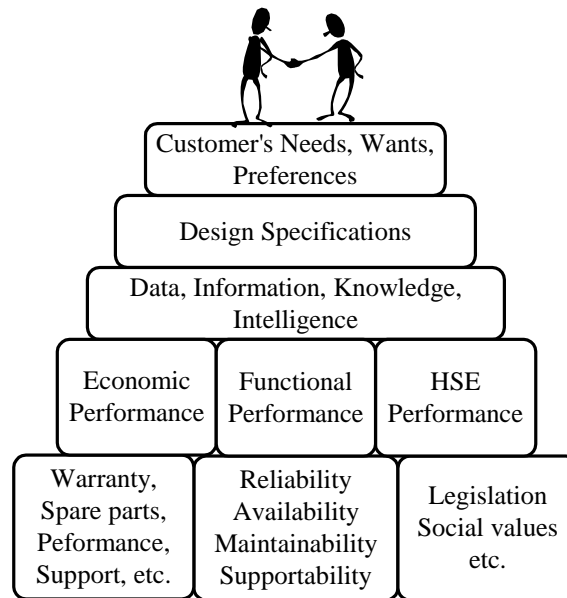 Customer's Needs, Wants,
Preferences
Design Specifications
Data, Information, Knowledge,
Intelligence
Economic
Performance
Functional
Performance
HSE
Performance
Warranty,
Spare parts,
Peformance,
Support, etc.
Reliability
Availability
Maintainability
Supportability
Legislation
Social values
etc.